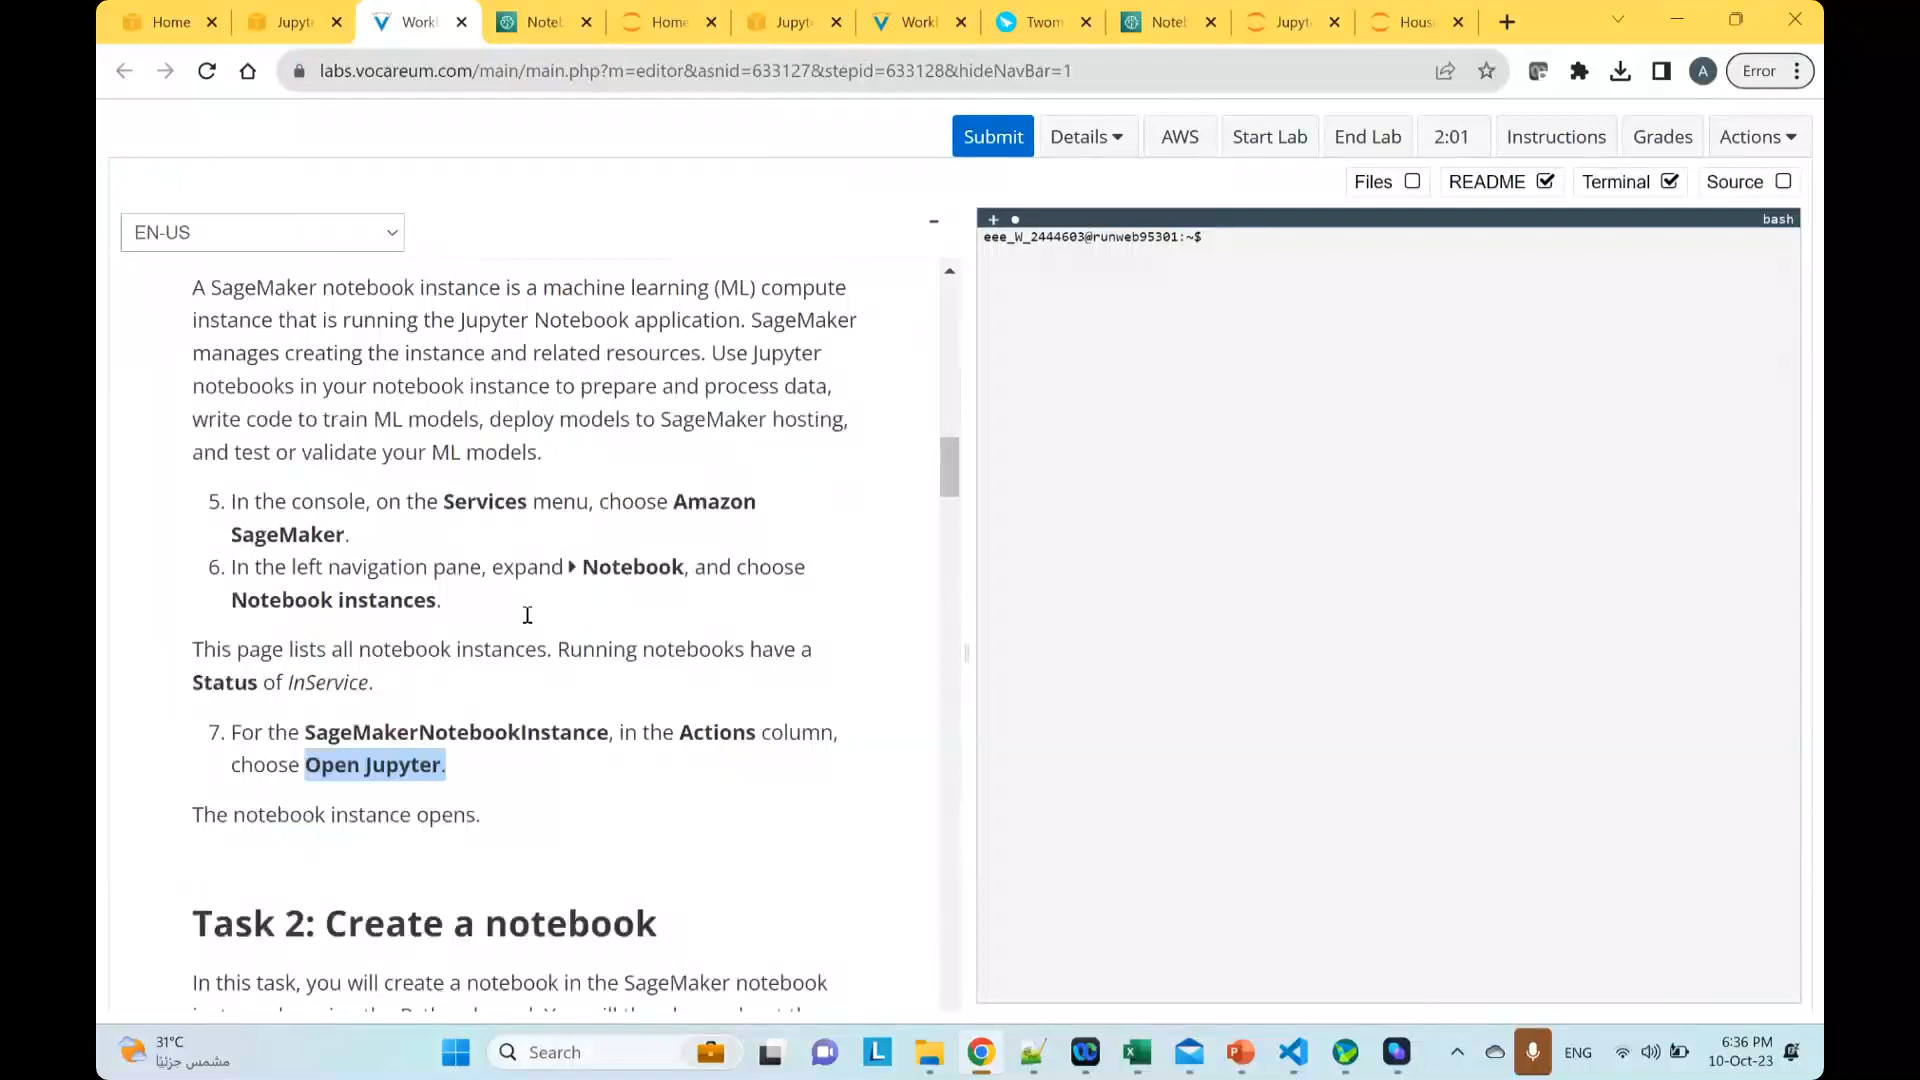 Home
Jupyt
Workl
Notel
Home
Jupyt
Workl
Twom
Notel
Jupyt
Hous
labs.vocareum.com/main/main.php?m=editor&asnid=633127&stepid=633128&hideNavBar=1
A
Error
Submit
Details
AWS
Start Lab
End Lab
2:01
Instructions
Grades
Actions
Files
README
Terminal
Source
EN-US
bash
eee_W_2444603@runweb95301:~$
A SageMaker notebook instance is a machine learning (ML) compute
instance that is running the Jupyter Notebook application. SageMaker
manages creating the instance and related resources. Use Jupyter
notebooks in your notebook instance to prepare and process data,
write code to train ML models, deploy models to SageMaker hosting,
and test or validate your ML models.
5. In the console, on the Services menu, choose Amazon
SageMaker.
6. In the left navigation pane, expand Notebook, and choose
Notebook instances.
This page lists all notebook instances. Running notebooks have a
Status of InService.
7. For the SageMakerNotebookInstance, in the Actions column,
choose Open Jupyter.
The notebook instance opens.
Task 2: Create a notebook
In this task, you will create a notebook in the SageMaker notebook
31°C
مشمس جزئيًا
Search
ENG
6:36 PM
10-Oct-23